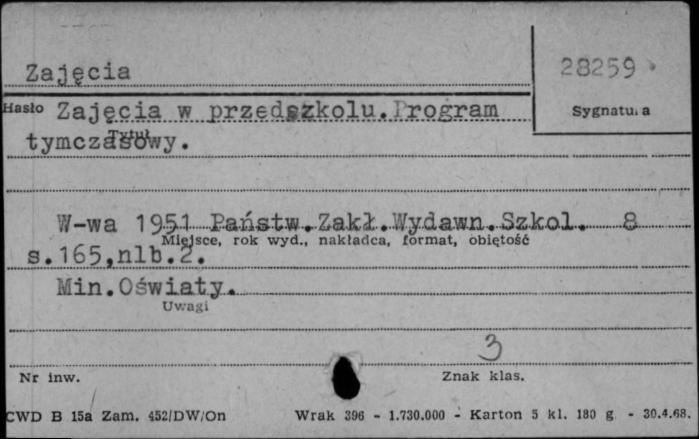 Zajęcia
28259
Hasło Zajęcia w przedszkolu. Program
Sygnatura
Tytuł
tymczasowy.
W-wa 1951 Państw.Zakł.Wydawn.Szkol. 8
Miejsce, rok wyd., nakładca, format, obiętość
s.165,nlb.2.
Min.Oświaty.
Uwagi
3
Nr inw.
Znak klas.
CWD B 15a Zam. 452/DW/On Wrak 396 - 1.730.000 - Karton 5 kl. 180 g - 30.4.68.